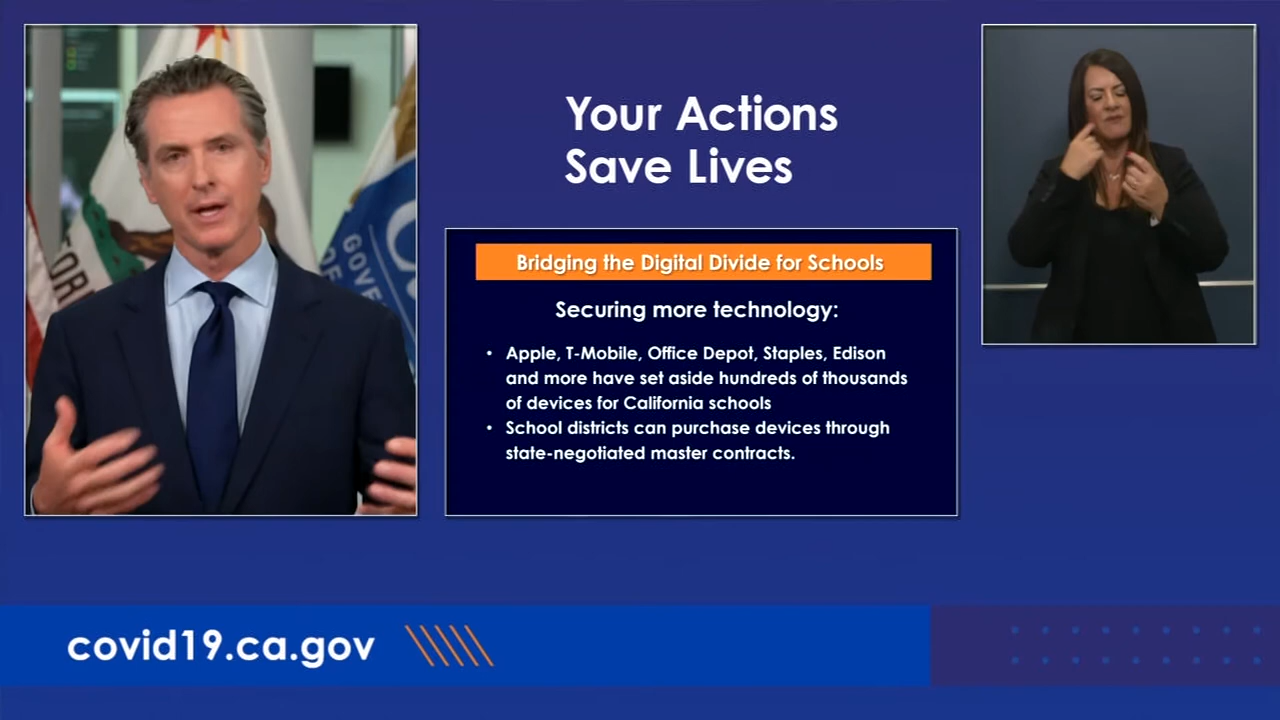 Your Actions
Save Lives
Bridging the Digital Divide for Schools
Securing more technology:
• Apple, T-Mobile, Office Depot, Staples, Edison
and more have set aside hundreds of thousands
of devices for California schools
• School districts can purchase devices through
state-negotiated master contracts.
covid19.ca.gov